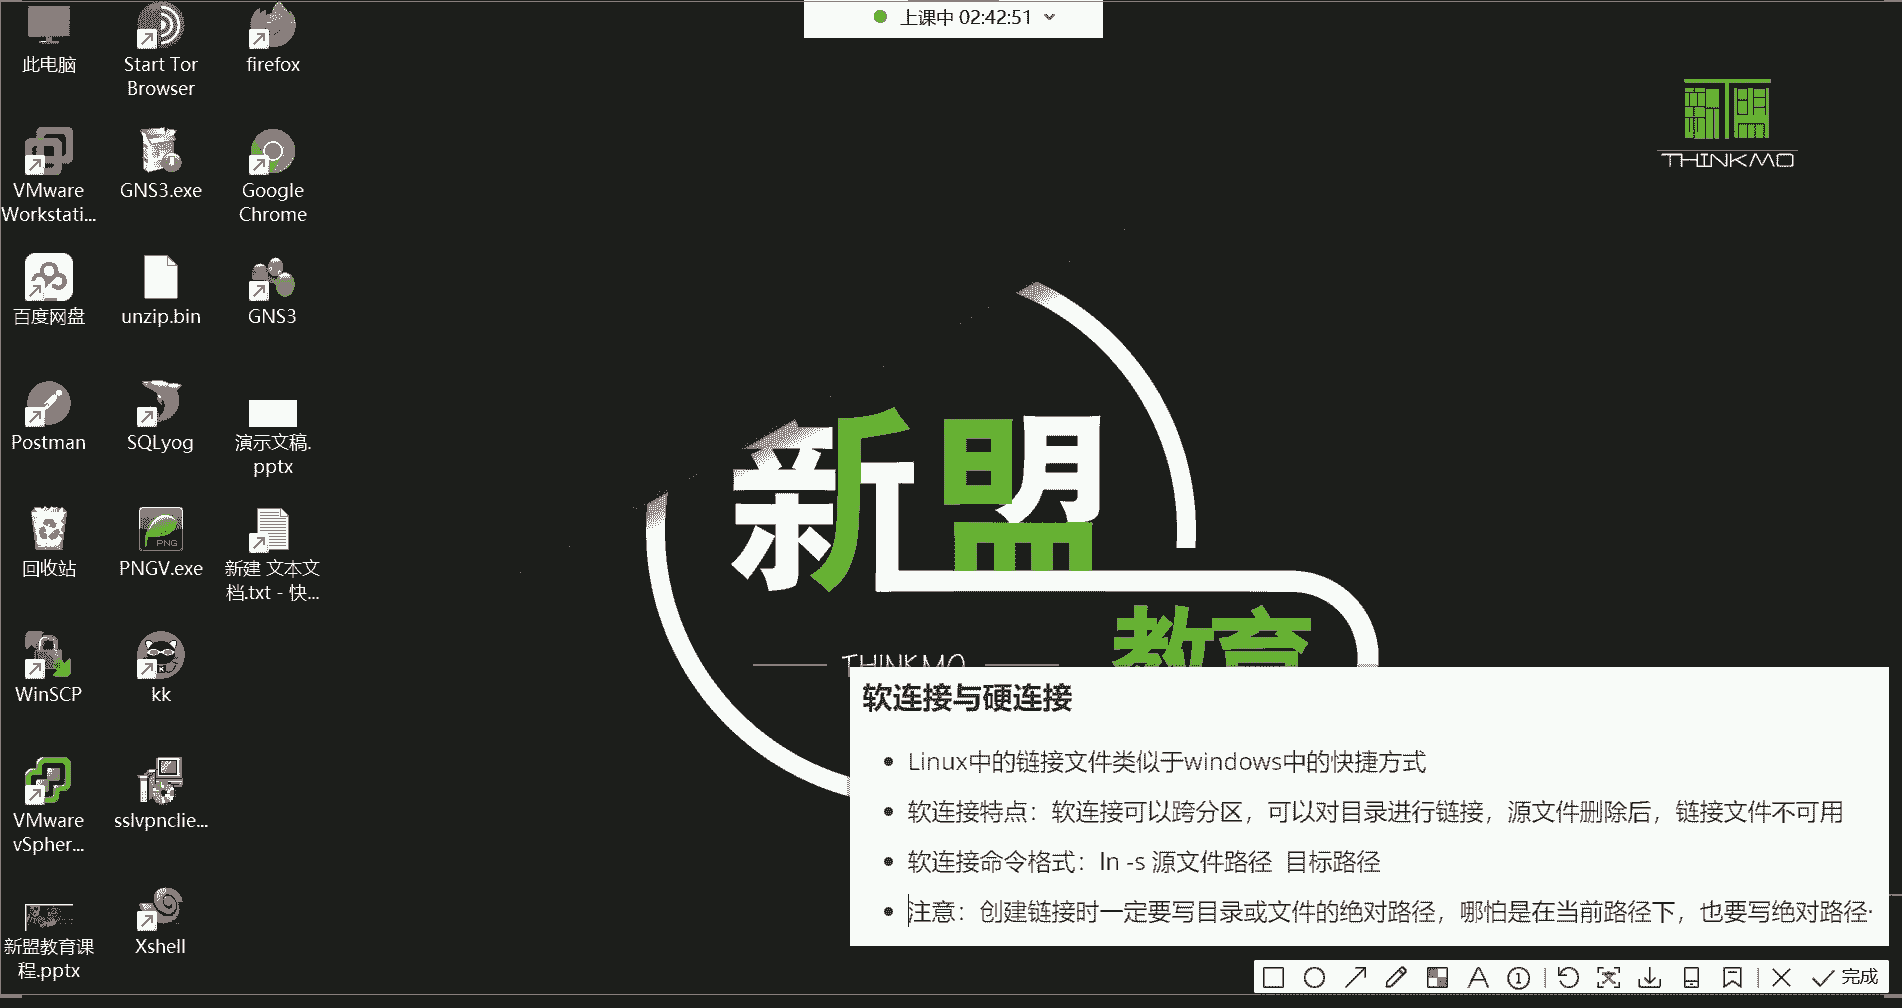 上课中 02:42:51
此电脑
Start Tor
Browser
firefox
THINKMO
VMware
Workstati...
GNS3.exe
Google
Chrome
百度网盘
unzip.bin
GNS3
Postman
SQLyog
演示文稿.
pptx
新盟
回收站
PNGV.exe
新建 文本文
档.txt - 快...
教育
THINKMO
WinSCP
kk
软连接与硬连接
Linux中的链接文件类似于windows中的快捷方式
VMware
vSpher...
sslvpnclie...
软连接特点：软连接可以跨分区，可以对目录进行链接，源文件删除后，链接文件不可用
软连接命令格式：ln -s 源文件路径 目标路径
注意：创建链接时一定要写目录或文件的绝对路径，哪怕是在当前路径下，也要写绝对路径·
新盟教育课
程.pptx
Xshell
完成